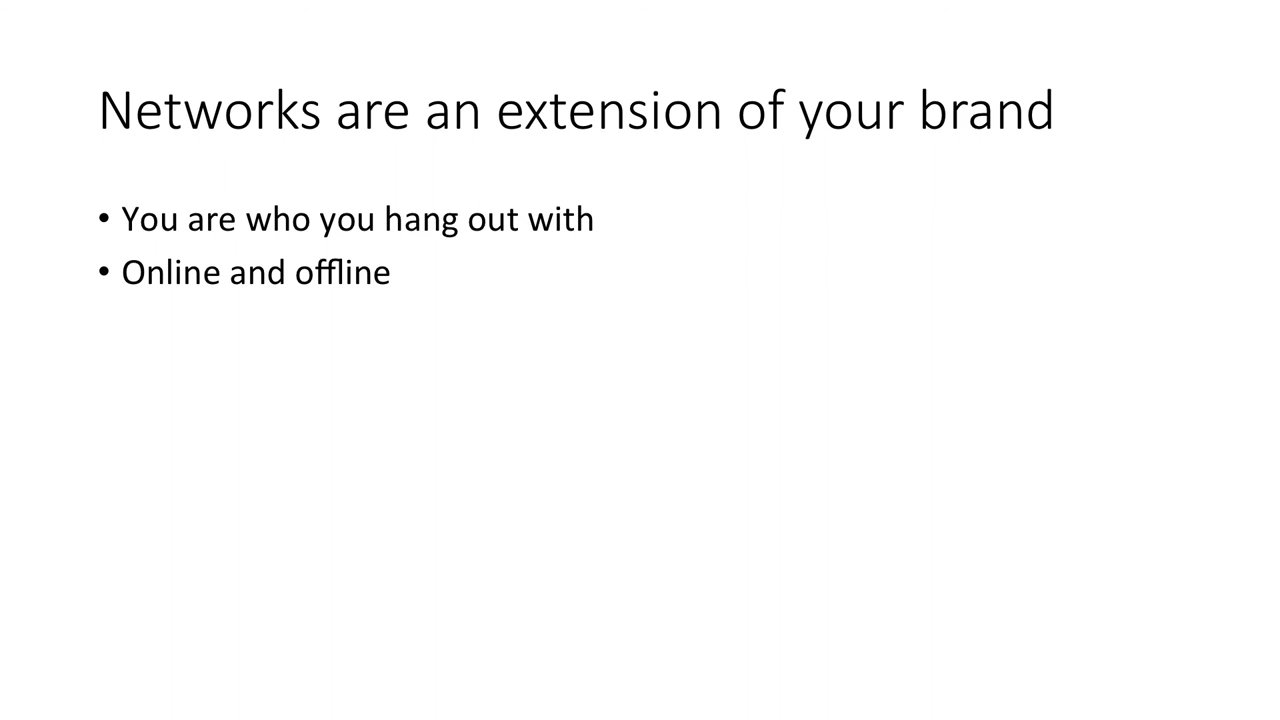 Networks are an extension of your brand
• You are who you hang out with
• Online and offline